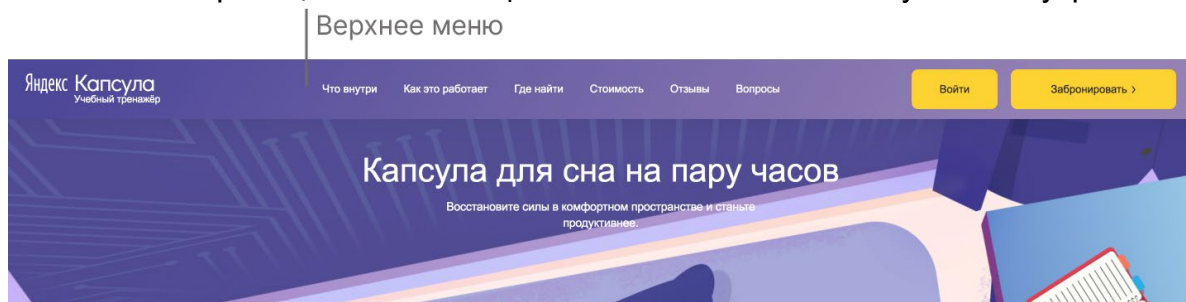 Верхнее меню
Яндекс Капсула
Учебный тренажёр
Что внутри Как это работает Где найти Стоимость Отзывы Вопросы
Войти Забронировать >
Капсула для сна на пару часов
Восстановите силы в комфортном пространстве и станьте
продуктивнее.